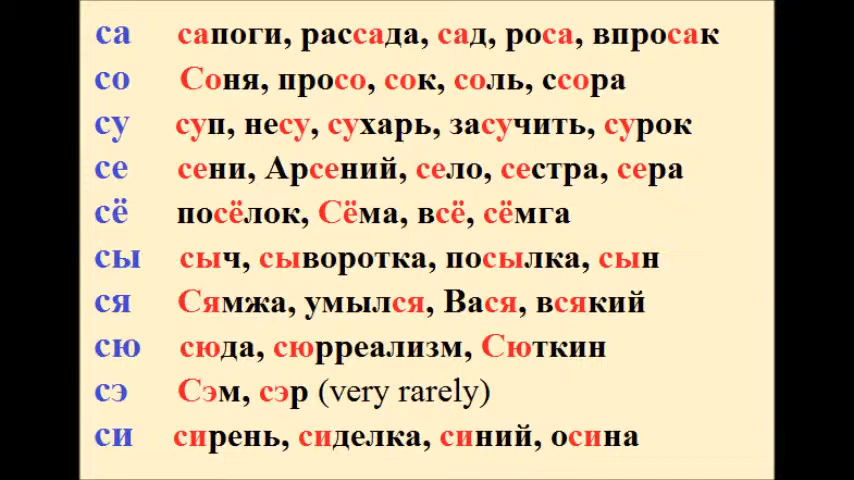 са сапоги, рассада, сад, роса, впросак
со Соня, просо, сок, соль, ссора
су суп, несу, сухарь, засучить, сурок
се сени, Арсений, село, сестра, сера
сё посёлок, Сёма, всё, сёмга
сы сыч, сыворотка, посылка, сын
ся Сямжа, умылся, Вася, всякий
сю сюда, сюрреализм, Сюткин
сэ Сэм, сэр (very rarely)
си сирень, сиделка, синий, осина